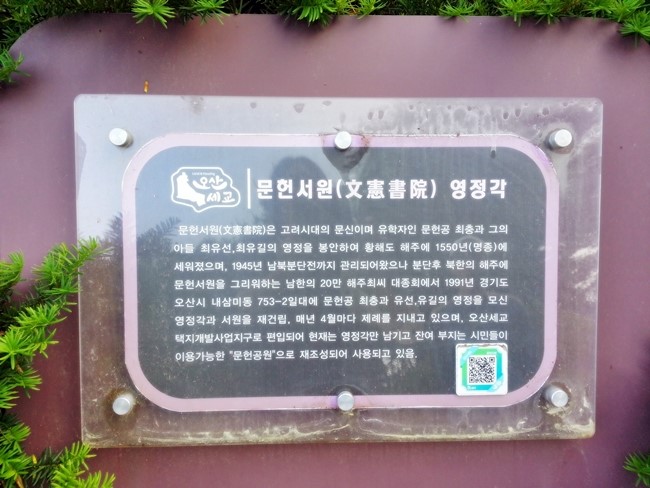 오산
세교
문헌서원(文憲書院) 영정각
문헌서원(文憲書院)은 고려시대의 문신이며 유학자인 문헌공 최충과 그의
아들 최유선,최유길의 영정을 봉안하여 황해도 해주에 1550년(명종)에
세워졌으며, 1945년 남북분단전까지 관리되어왔으나 분단후 북한의 해주에
문헌서원을 그리워하는 남한의 20만 해주최씨 대종회에서 1991년 경기도
오산시 내삼미동 753-2일대에 문헌공 최충과 유선,유길의 영정을 모신
영정각과 서원을 재건립, 매년 4월마다 제례를 지내고 있으며, 오산세교
택지개발사업지구로 편입되어 현재는 영정각만 남기고 잔여 부지는 시민들이
이용가능한 "문헌공원"으로 재조성되어 사용되고 있음.